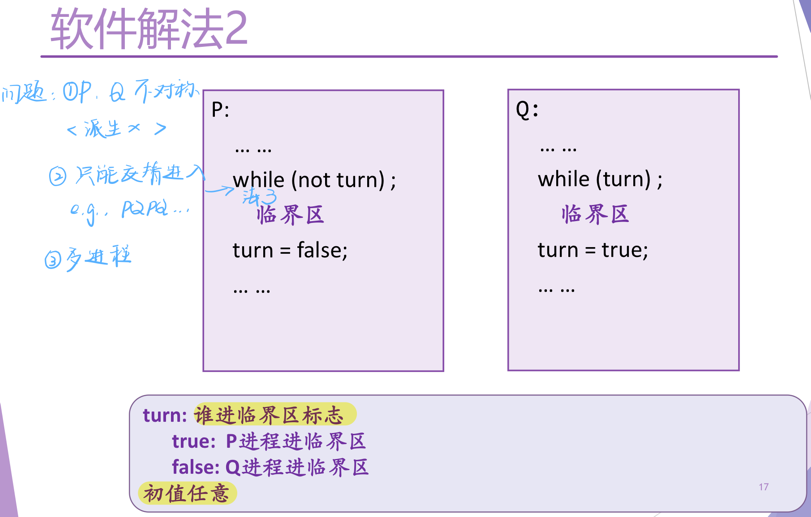 软件解法2
问题：①P、Q不对称
<派生×>
②只能交替进入
e.g., PQPQ...
③多进程
P:
... ...
while (not turn) ;
临界区
turn = false;
... ...
Q:
... ...
while (turn) ;
临界区
turn = true;
... ...
turn: 谁进临界区标志
true: P进程进临界区
false: Q进程进临界区
初值任意
17